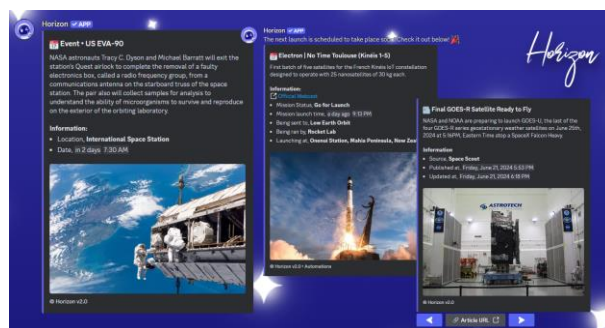 Horizon ✓ APP
Event • US EVA-90
NASA astronauts Tracy C. Dyson and Michael Barratt will exit the
station's Quest airlock to complete the removal of a faulty
electronics box, called a radio frequency group, from a
communications antenna on the starboard truss of the space
station. The pair also will collect samples for analysis to
understand the ability of microorganisms to survive and reproduce
on the exterior of the orbiting laboratory.
Information:
• Location, International Space Station
• Date, in 2 days 7:30 AM
© Horizon v2.0
Horizon ✓ APP
The next launch is scheduled to take place soon. Check it out below!
Electron | No Time Toulouse (Kinéis 1-5)
First batch of five satellites for the French Kinéis IoT constellation
designed to operate with 25 nanosatellites of 30 kg each.
Information:
Official Webcast
• Mission Status, Go for Launch
• Mission launch time, a day ago 9:13 PM
• Being sent to, Low Earth Orbit
• Being ran by, Rocket Lab
• Launching at, Onenui Station, Mahia Peninsula, New Zea
© Horizon v2.0 • Automations
Horizon
Final GOES-R Satellite Ready to Fly
NASA and NOAA are preparing to launch GOES-U, the last of the
four GOES-R series geostationary weather satellites on June 25th,
2024 at 5:16PM, Eastern Time atop a SpaceX Falcon Heavy.
Information
• Source, Space Scout
• Published at, Friday, June 21, 2024 5:53 PM
• Updated at, Friday, June 21, 2024 6:18 PM
ASTROTECH
© Horizon v2.0
Article URL